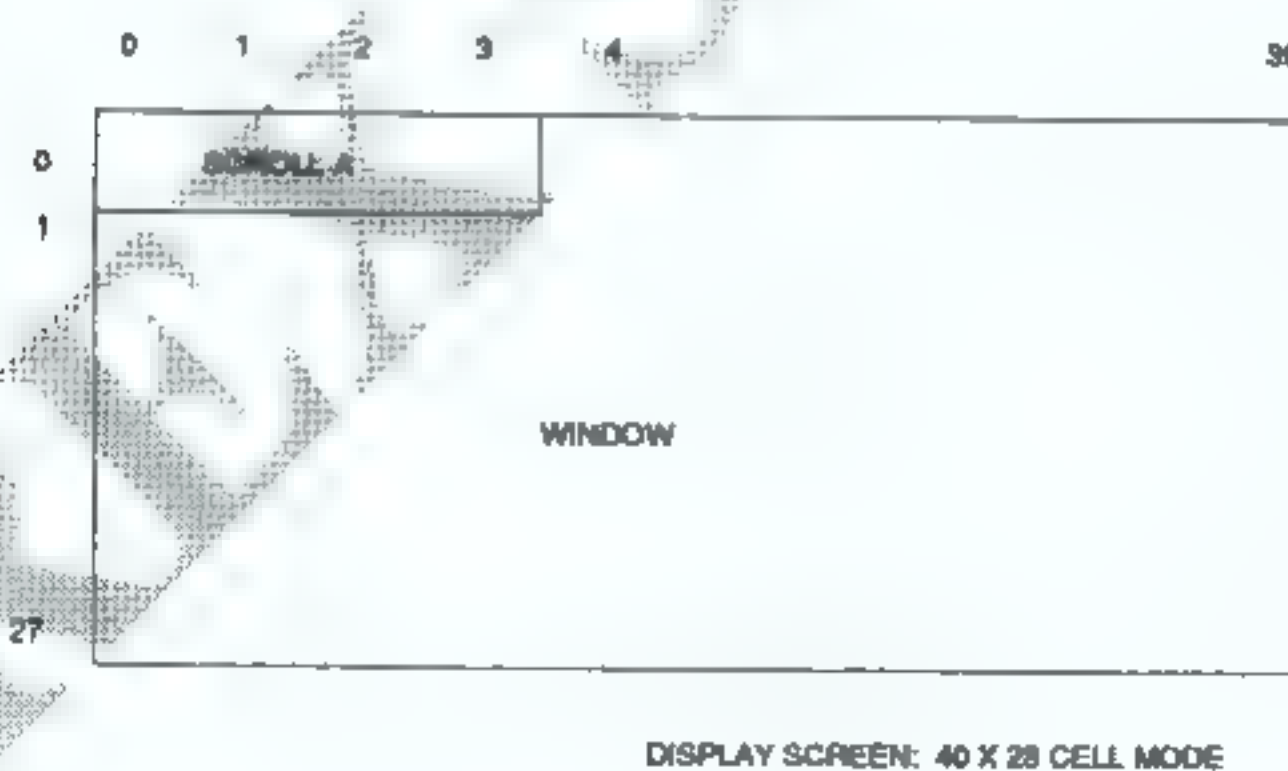 0 1 2 3 4
0
SCROLL A
1
WINDOW
27
DISPLAY SCREEN: 40 X 28 CELL MODE